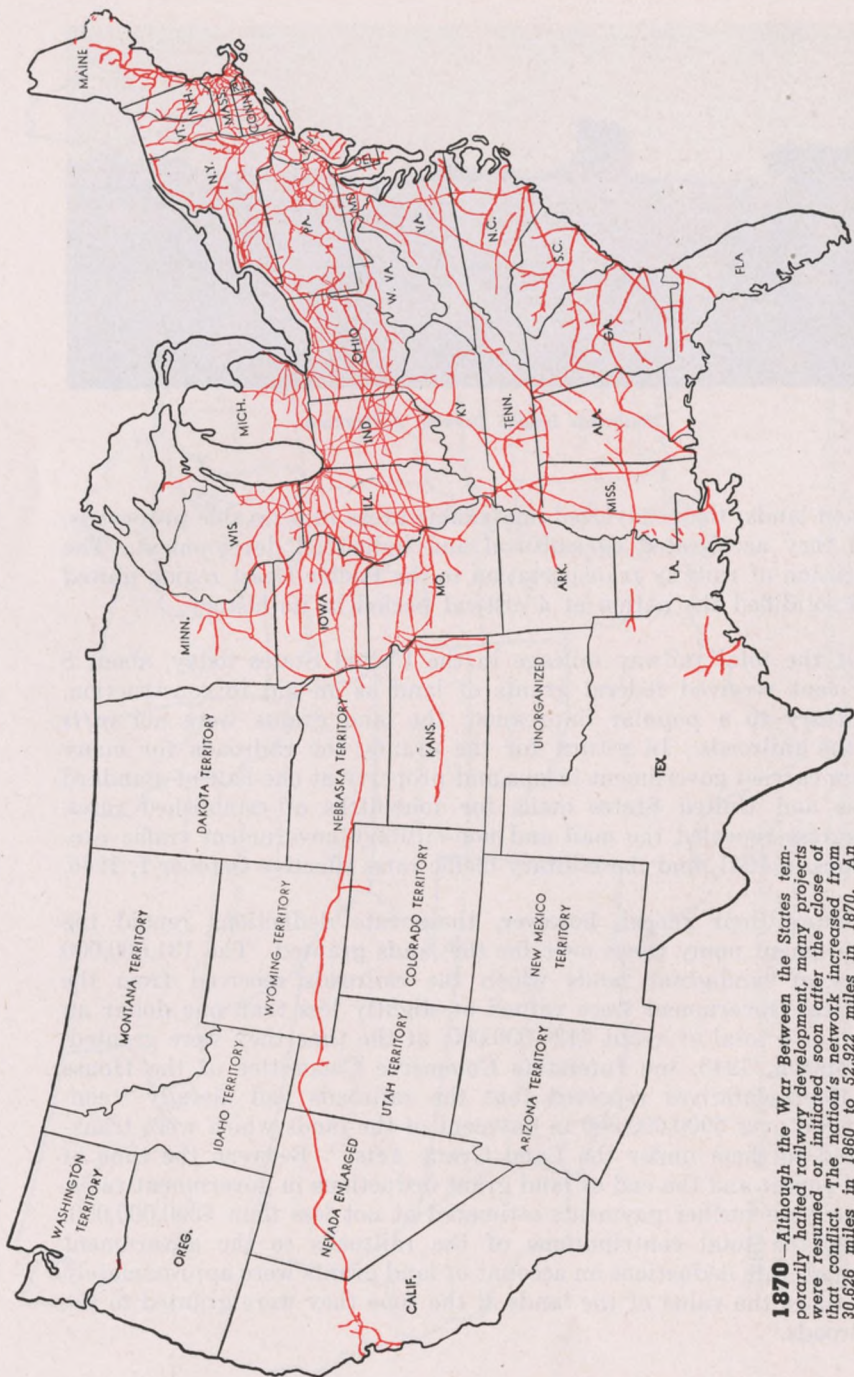 WASHINGTON
TERRITORY
OREG.
CALIF.
NEVADA ENLARGED
IDAHO TERRITORY
MONTANA TERRITORY
WYOMING TERRITORY
UTAH TERRITORY
ARIZONA TERRITORY
DAKOTA TERRITORY
NEBRASKA TERRITORY
COLORADO TERRITORY
NEW MEXICO
TERRITORY
KANS.
UNORGANIZED
TEX.
MINN.
IOWA
MO.
ARK.
LA.
WIS.
ILL.
MICH.
IND.
OHIO
KY.
TENN.
MISS.
ALA.
GA.
FLA
S.C.
N.C.
VA.
W. VA.
MD.
DEL.
PA.
N.J.
N.Y.
CONN.
MASS.
VT.
N.H.
MAINE
1870—Although the War Between the States tem-
porarily halted railway development, many projects
were resumed or initiated soon after the close of
that conflict. The nation's network increased from
30,626 miles in 1860 to 52,922 miles in 1870. An